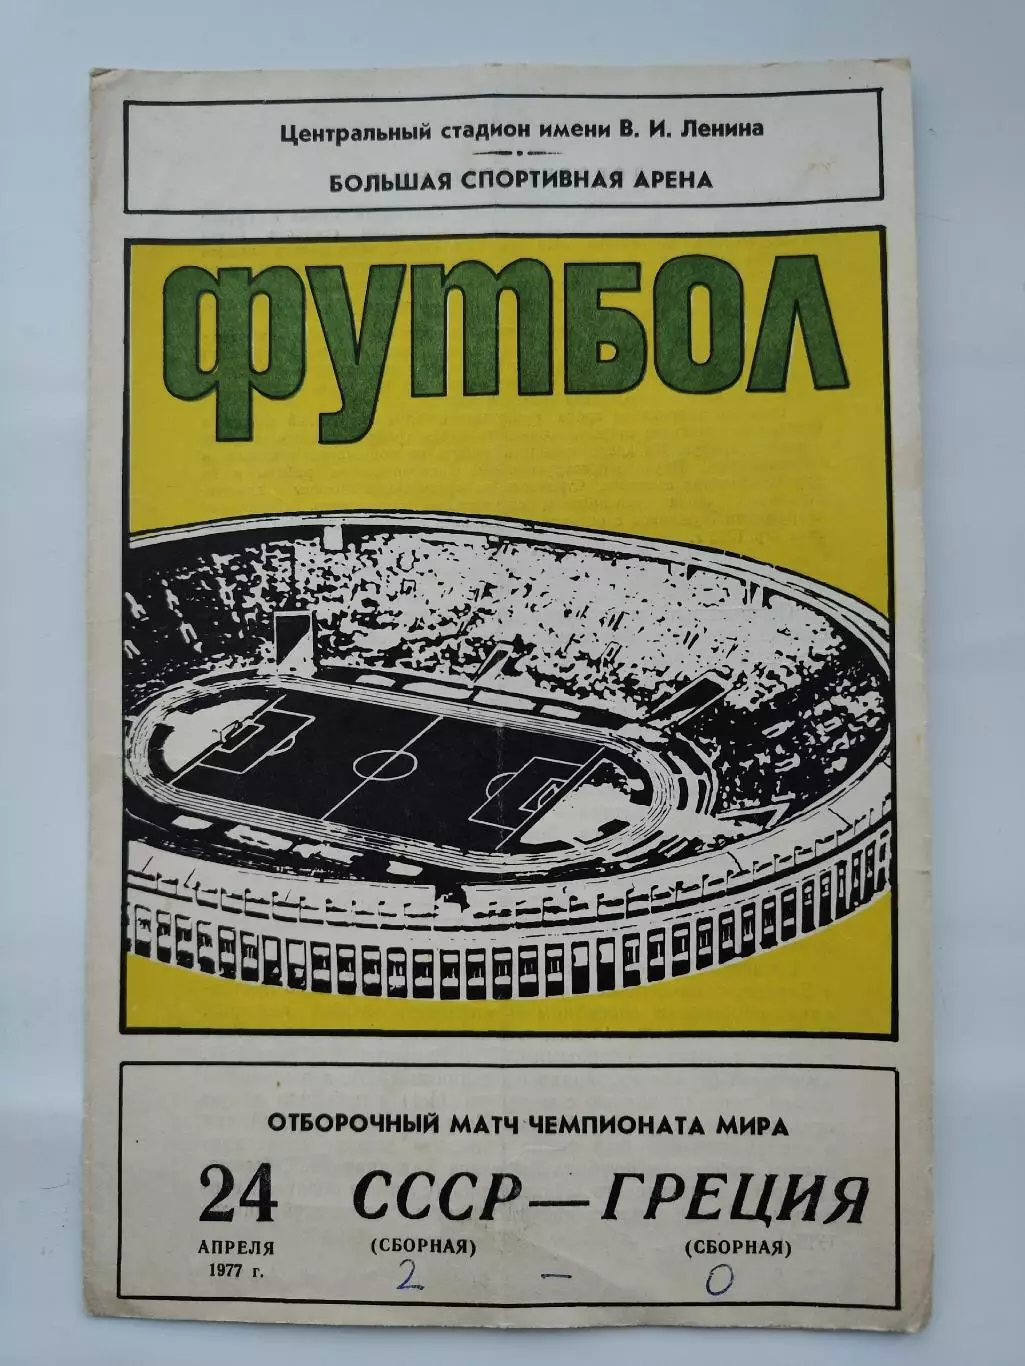 Центральный стадион имени В. И. Ленина
БОЛЬШАЯ СПОРТИВНАЯ АРЕНА
ФУТБОЛ
ОТБОРОЧНЫЙ МАТЧ ЧЕМПИОНАТА МИРА
24 СССР — ГРЕЦИЯ
АПРЕЛЯ (СБОРНАЯ) (СБОРНАЯ)
1977 г. 2 - 0